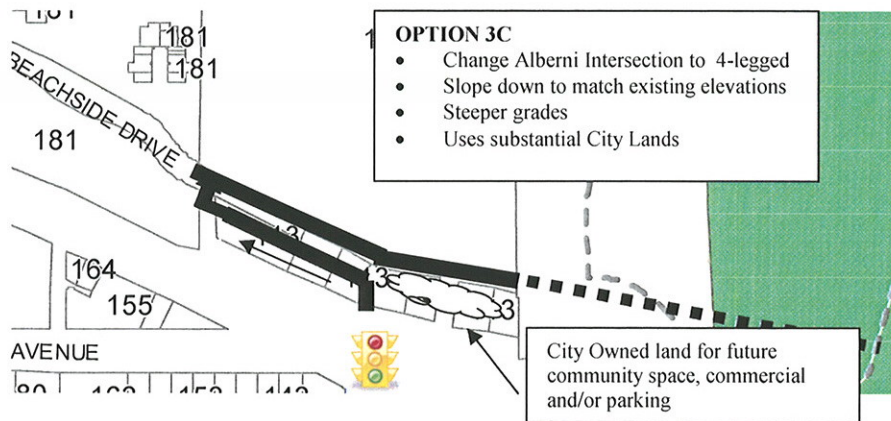 181
181
181
OPTION 3C
• Change Alberni Intersection to 4-legged
• Slope down to match existing elevations
• Steeper grades
• Uses substantial City Lands
BEACHSIDE DRIVE
181
13
3
3
164
155
AVENUE
City Owned land for future
community space, commercial
and/or parking